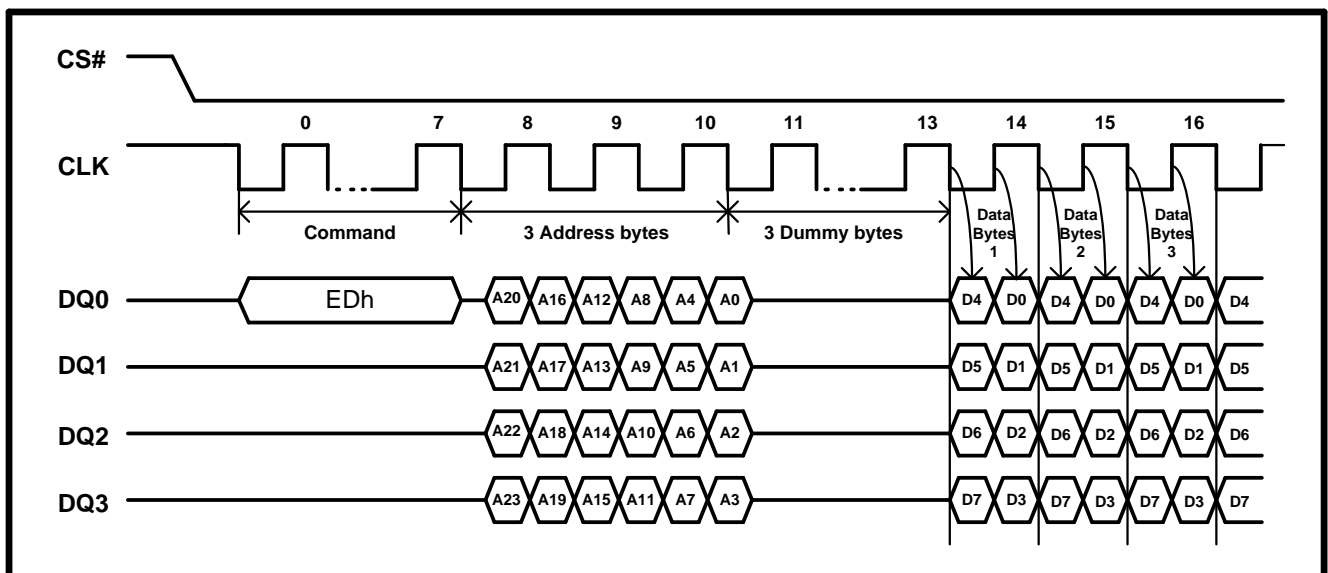 CS#
0 7 8 9 10 11 13 14 15 16
CLK
Command 3 Address bytes 3 Dummy bytes
Data Bytes 1
Data Bytes 2
Data Bytes 3
DQ0 EDh A20 A16 A12 A8 A4 A0 D4 D0 D4 D0 D4 D0 D4
DQ1 A21 A17 A13 A9 A5 A1 D5 D1 D5 D1 D5 D1 D5
DQ2 A22 A18 A14 A10 A6 A2 D6 D2 D6 D2 D6 D2 D6
DQ3 A23 A19 A15 A11 A7 A3 D7 D3 D7 D3 D7 D3 D7